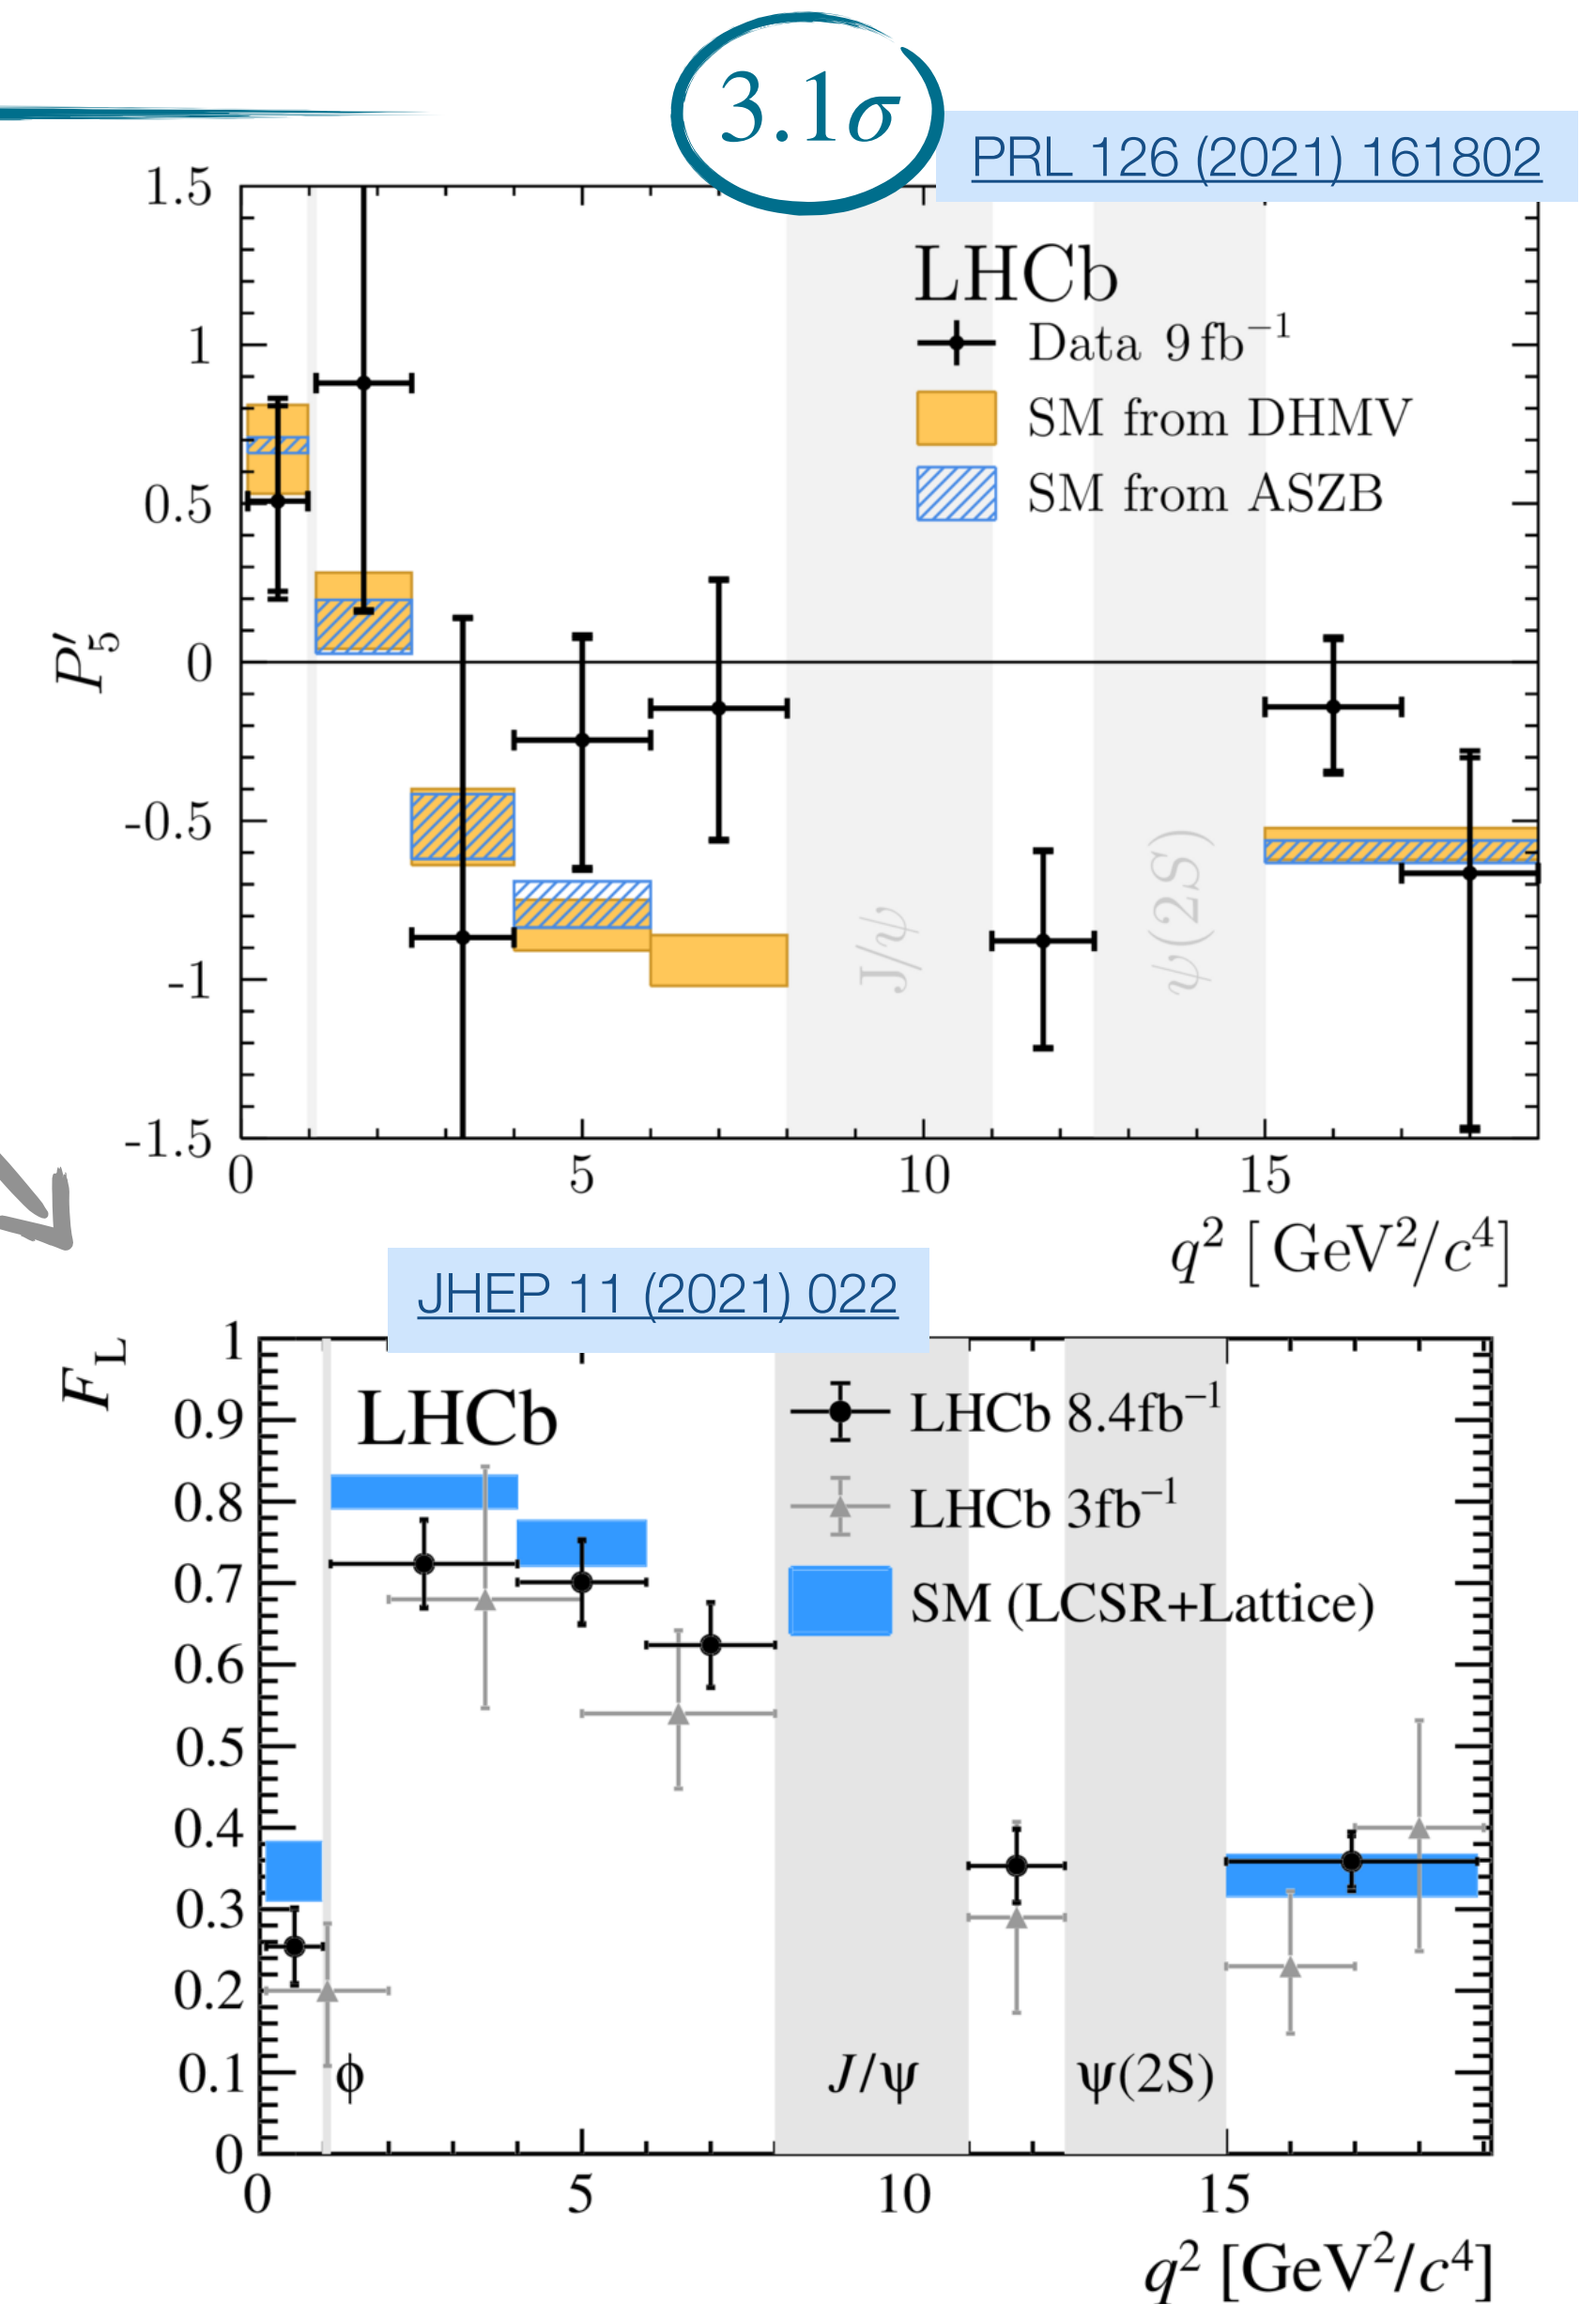 3.1σ
PRL 126 (2021) 161802
LHCb
Data 9 fb⁻¹
SM from DHMV
SM from ASZB
P′₅
1.5
1
0.5
0
-0.5
-1
-1.5
J/ψ
ψ(2S)
0 5 10 15
q² [ GeV²/c⁴]
JHEP 11 (2021) 022
F_L
LHCb
LHCb 8.4fb⁻¹
LHCb 3fb⁻¹
SM (LCSR+Lattice)
1
0.9
0.8
0.7
0.6
0.5
0.4
0.3
0.2
0.1
0
ϕ J/ψ ψ(2S)
0 5 10 15
q² [GeV²/c⁴]